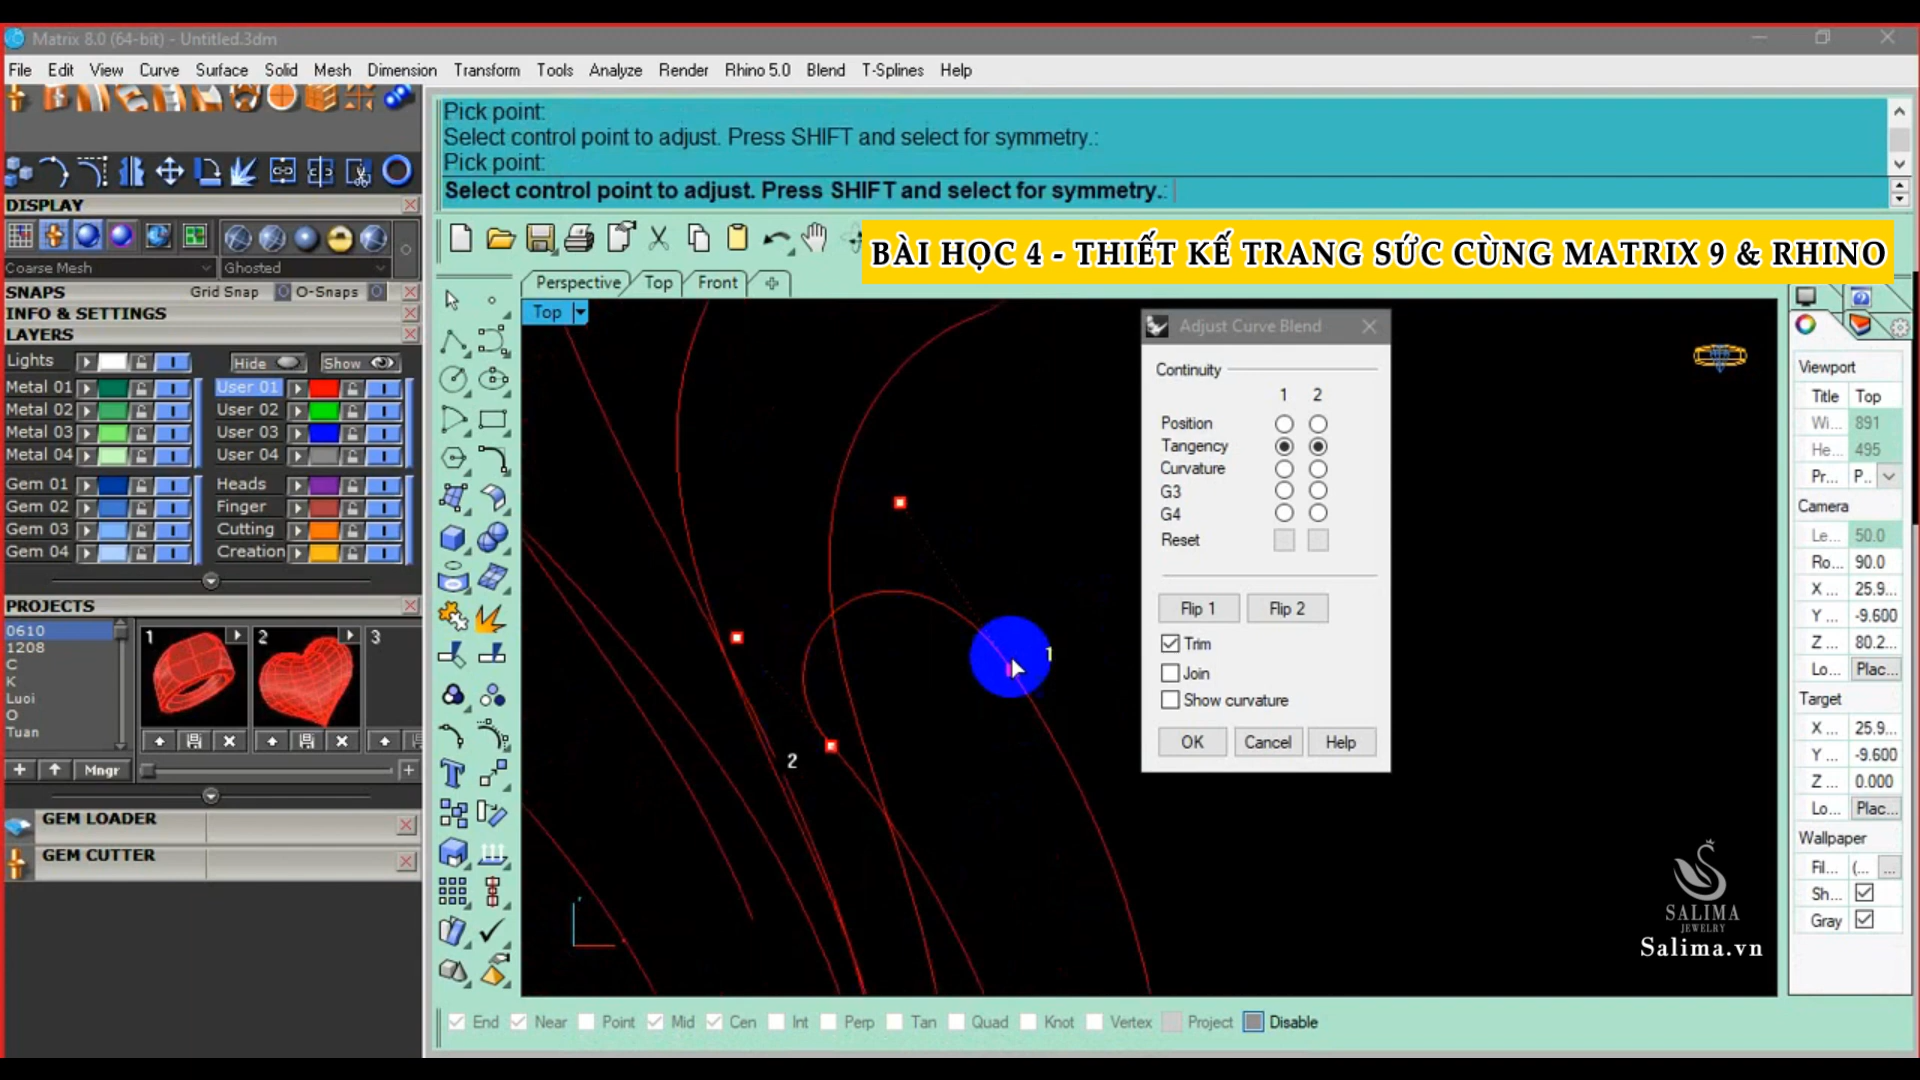 Matrix 8.0 (64-bit) - Untitled.3dm
File Edit View Curve Surface Solid Mesh Dimension Transform Tools Analyze Render Rhino 5.0 Blend T-Splines Help
Pick point:
Select control point to adjust. Press SHIFT and select for symmetry.:
Pick point:
Select control point to adjust. Press SHIFT and select for symmetry.:
BÀI HỌC 4 - THIẾT KẾ TRANG SỨC CÙNG MATRIX 9 & RHINO
DISPLAY
Coarse Mesh Ghosted
SNAPS Grid Snap O-Snaps
INFO & SETTINGS
LAYERS
Lights Hide Show
Metal 01 User 01
Metal 02 User 02
Metal 03 User 03
Metal 04 User 04
Gem 01 Heads
Gem 02 Finger
Gem 03 Cutting
Gem 04 Creation
PROJECTS
0610 1 2 3
1208
C
K
Luoi
O
Tuan
Mngr
GEM LOADER
GEM CUTTER
Perspective Top Front
Top
1
2
Adjust Curve Blend
Continuity
1 2
Position
Tangency
Curvature
G3
G4
Reset
Flip 1 Flip 2
Trim
Join
Show curvature
OK Cancel Help
Viewport
Title Top
Wi... 891
He... 495
Pr... P..
Camera
Le... 50.0
Ro... 90.0
X ... 25.9...
Y ... -9.600
Z ... 80.2...
Lo... Plac...
Target
X ... 25.9...
Y ... -9.600
Z ... 0.000
Lo... Plac...
Wallpaper
Fil... (... ...
Sh...
Gray
SALIMA
JEWELRY
Salima.vn
End Near Point Mid Cen Int Perp Tan Quad Knot Vertex Project Disable